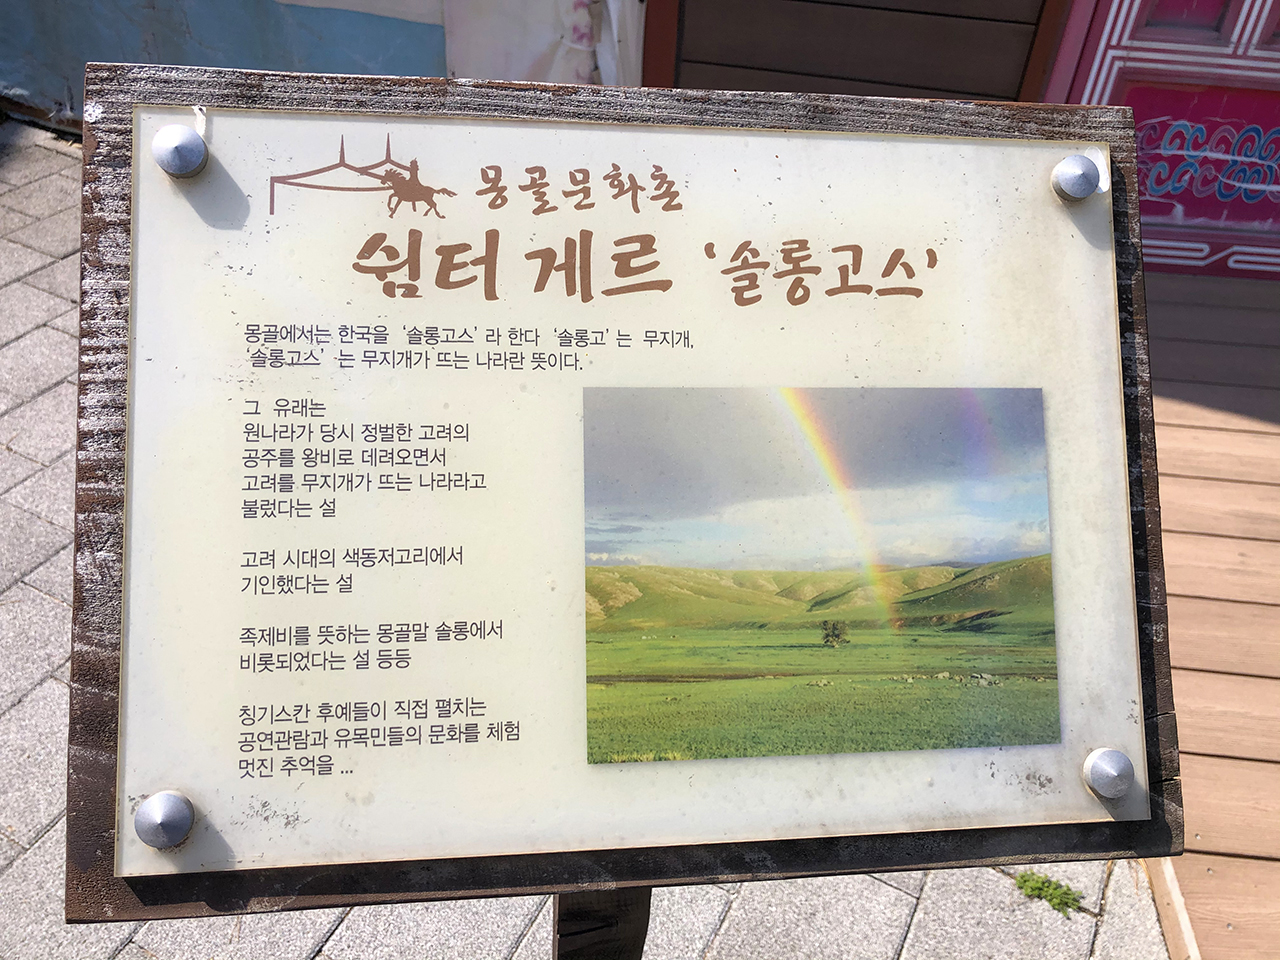 몽골문화촌
쉼터 게르 '솔롱고스'
몽골에서는 한국을 '솔롱고스' 라 한다 '솔롱고' 는 무지개,
'솔롱고스' 는 무지개가 뜨는 나라란 뜻이다.
그 유래는
원나라가 당시 정벌한 고려의
공주를 왕비로 데려오면서
고려를 무지개가 뜨는 나라라고
불렀다는 설
고려 시대의 색동저고리에서
기인했다는 설
족제비를 뜻하는 몽골말 솔롱에서
비롯되었다는 설 등등
칭기스칸 후예들이 직접 펼치는
공연관람과 유목민들의 문화를 체험
멋진 추억을 ...